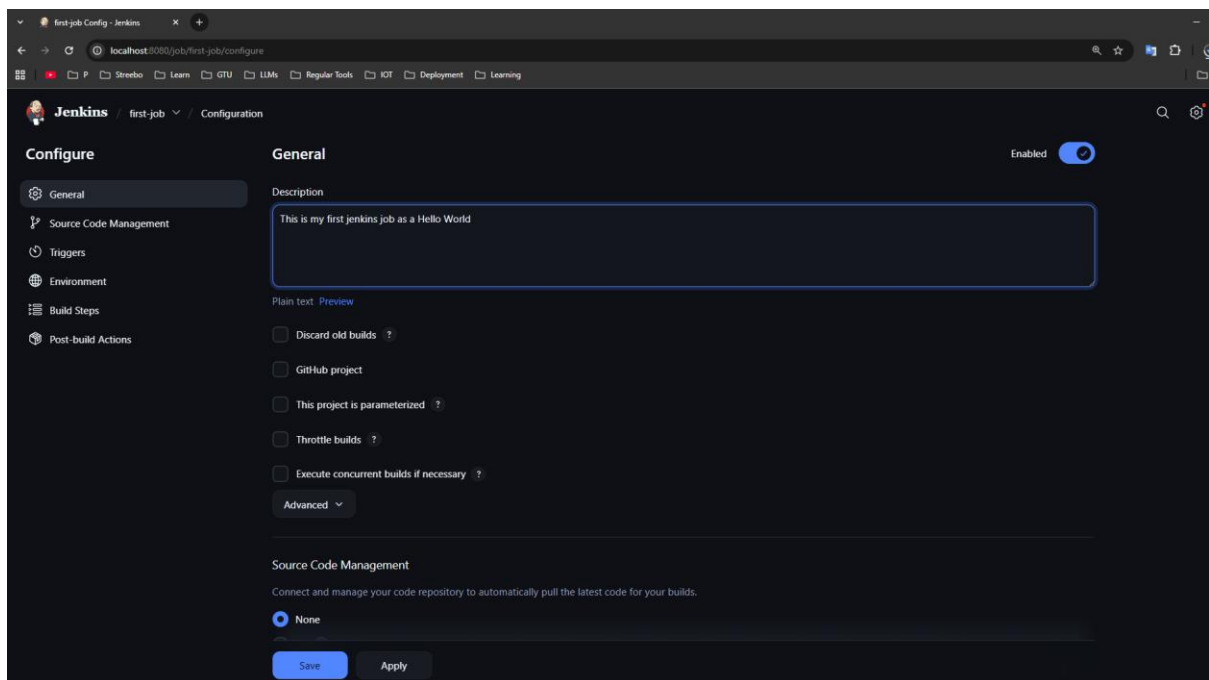 first-job Config - Jenkins
localhost:8080/job/first-job/configure
P Streebo Learn GTU LLMs Regular Tools IOT Deployment Learning
Jenkins / first-job / Configuration
Configure
General
Enabled
General
Source Code Management
Triggers
Environment
Build Steps
Post-build Actions
Description
This is my first jenkins job as a Hello World
Plain text Preview
Discard old builds ?
GitHub project
This project is parameterized ?
Throttle builds ?
Execute concurrent builds if necessary ?
Advanced
Source Code Management
Connect and manage your code repository to automatically pull the latest code for your builds.
None
Save Apply